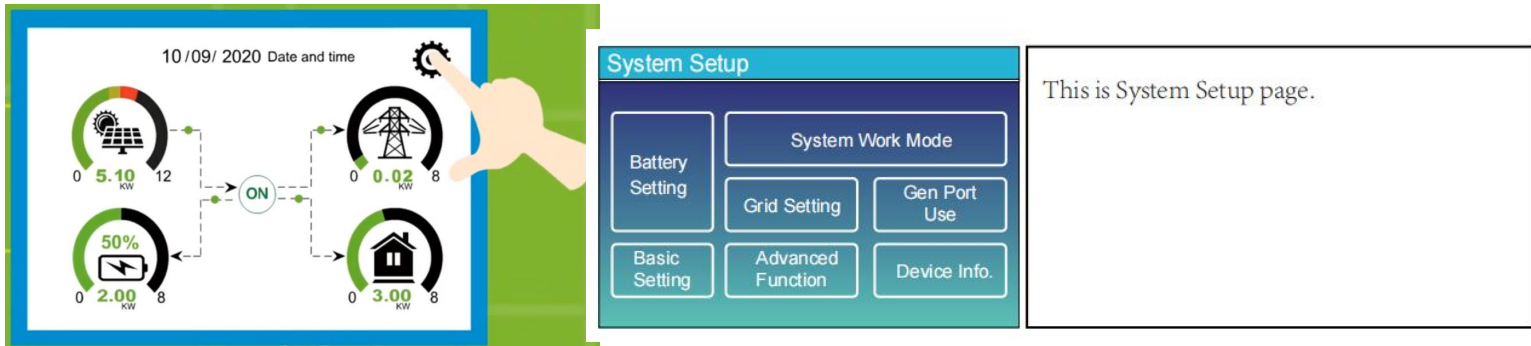 10/09/ 2020 Date and time
0 5.10 12
KW
0 0.02 8
KW
ON
50%
0 2.00 8
KW
0 3.00 8
KW
System Setup
Battery
Setting
System Work Mode
Grid Setting
Gen Port
Use
Basic
Setting
Advanced
Function
Device Info.
This is System Setup page.